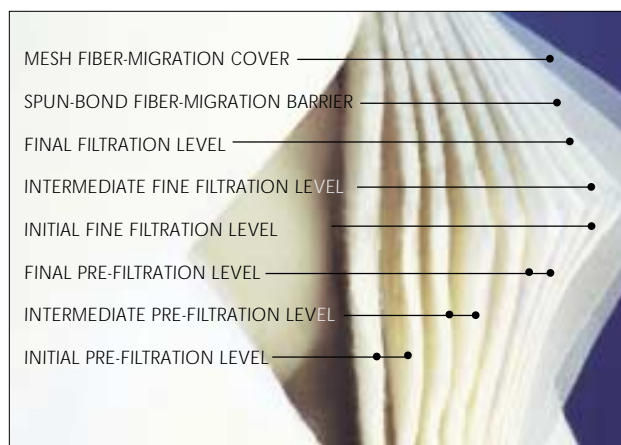 MESH FIBER-MIGRATION COVER
SPUN-BOND FIBER-MIGRATION BARRIER
FINAL FILTRATION LEVEL
INTERMEDIATE FINE FILTRATION LEVEL
INITIAL FINE FILTRATION LEVEL
FINAL PRE-FILTRATION LEVEL
INTERMEDIATE PRE-FILTRATION LEVEL
INITIAL PRE-FILTRATION LEVEL